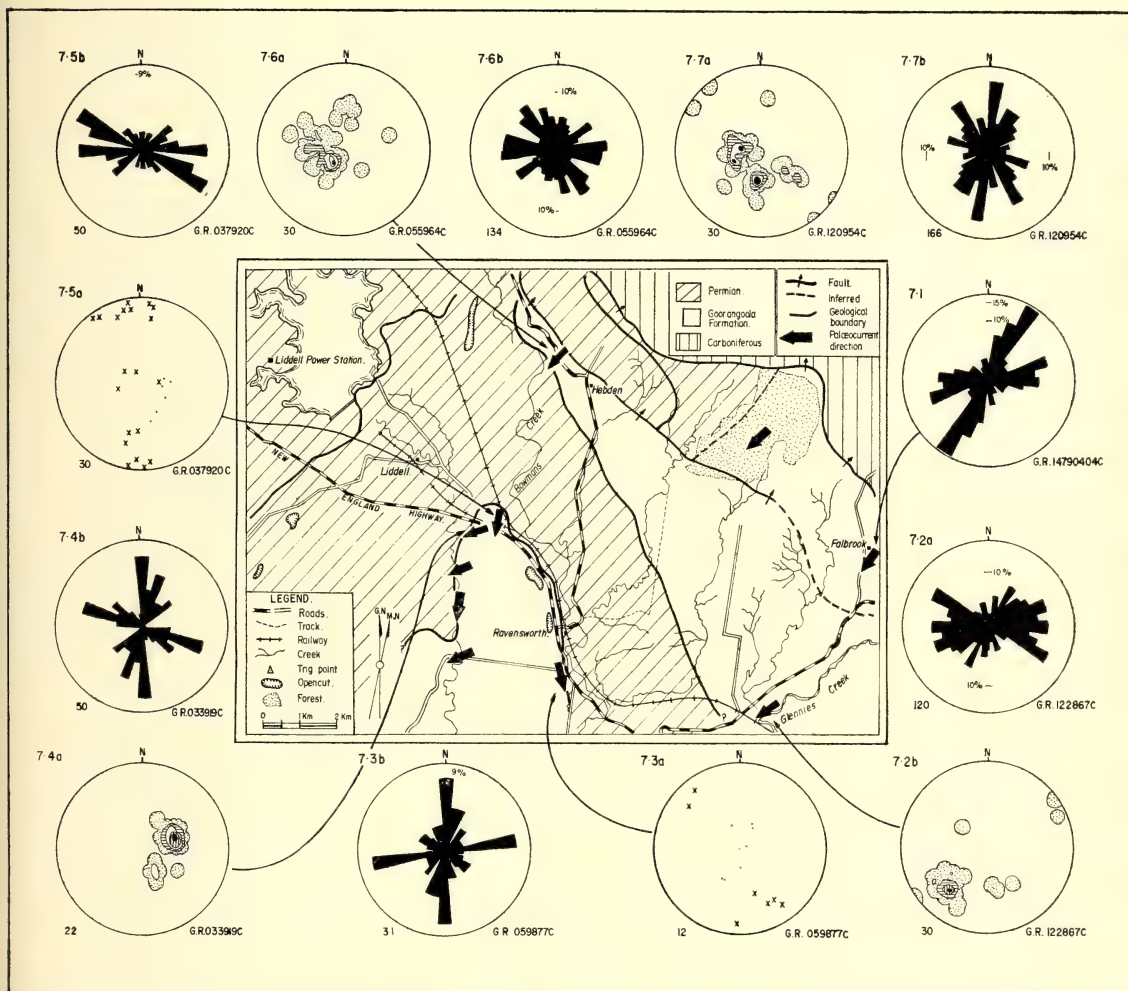 7·5b
N
-9%
50
G.R.037920C
7·6a
N
30
G.R.055964C
7·6b
N
-10%
10%-
134
G.R.055964C
7·7a
N
30
G.R.120954C
7·7b
N
10%
10%
166
G.R.120954C
7·5a
N
30
G.R.037920C
7·1
N
-15%
-10%
G.R.14790404C
7·4b
N
50
G.R.033919C
7·2a
N
-10%
10%-
120
G.R.122867C
7·4a
N
22
G.R.033919C
7·3b
N
9%
31
G R 059877C
7·3a
N
12
G.R. 059877C
7·2b
N
30
G.R.122867C
Permian.
Goorangoola Formation.
Carboniferous
Fault.
Inferred
Geological boundary
Palæocurrent direction
Liddell Power Station.
Hebden
Creek
Bowmans
Liddell
NEW
ENGLAND
HIGHWAY.
Falbrook
Ravensworth.
Glennies Creek
?
LEGEND.
Roads.
Track.
Railway
Creek
Trig point
Opencut.
Forest.
0 1 Km 2 Km
G.N.
M.N